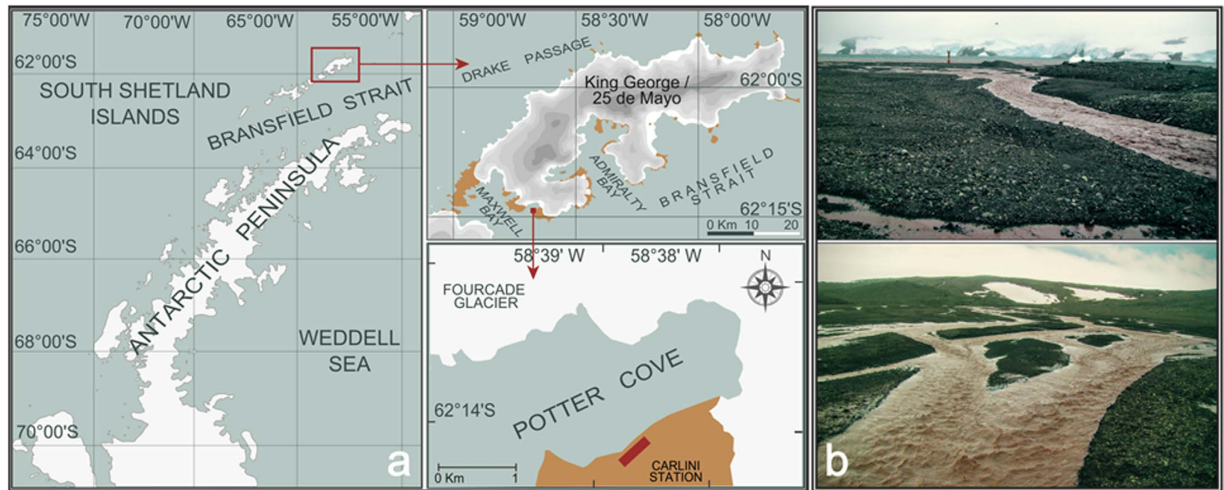 75°00'W
70°00'W
65°00'W
55°00'W
62°00'S
SOUTH SHETLAND
ISLANDS
BRANSFIELD STRAIT
64°00'S
ANTARCTIC PENINSULA
66°00'S
WEDDELL
SEA
68°00'S
70°00'S
a
59°00'W
58°30'W
58°00'W
DRAKE PASSAGE
King George /
25 de Mayo
62°00'S
ADMIRALTY
BAY
BRANSFIELD
STRAIT
MAXWELL
BAY
62°15'S
0 Km 10 20
58°39' W
58°38' W
N
FOURCADE
GLACIER
POTTER COVE
62°14'S
0 Km 1
CARLINI
STATION
b